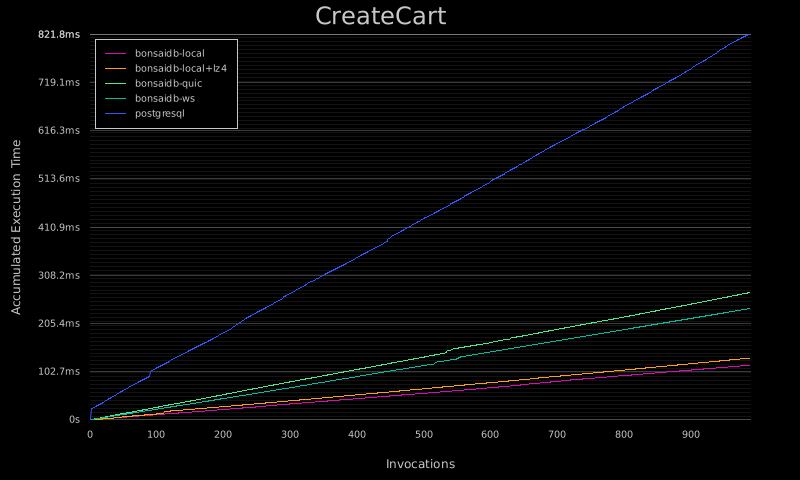 CreateCart
821.8ms
719.1ms
616.3ms
513.6ms
410.9ms
308.2ms
205.4ms
102.7ms
0s
bonsaidb-local
bonsaidb-local+lz4
bonsaidb-quic
bonsaidb-ws
postgresql
Accumulated Execution Time
0 100 200 300 400 500 600 700 800 900
Invocations